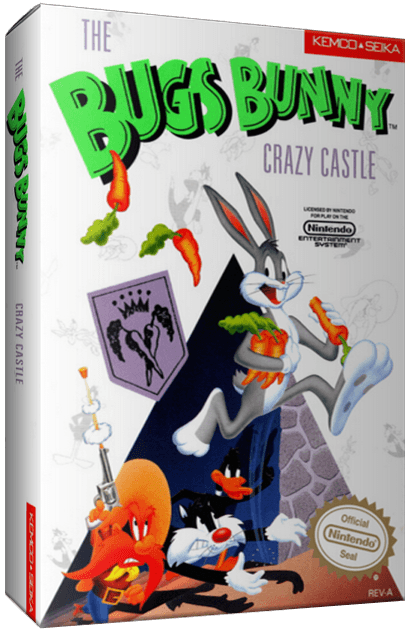 THE
BUGS BUNNY
TM
CRAZY CASTLE
KEMCO▲SEIKA
LICENSED BY NINTENDO
FOR PLAY ON THE
Nintendo
ENTERTAINMENT
SYSTEM
Official
Nintendo
Seal
REV-A
THE
BUGS BUNNY
CRAZY CASTLE
KEMCO▲SEIKA